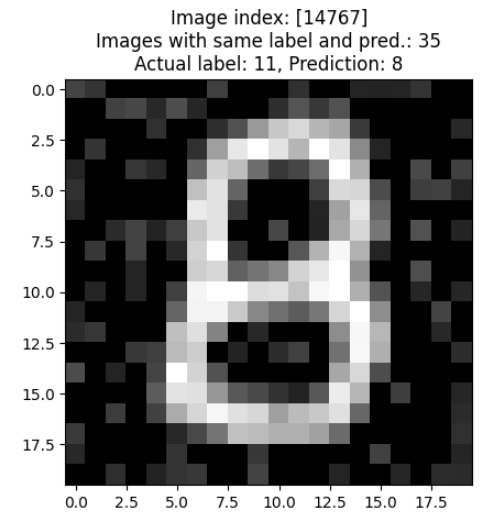 Image index: [14767]
Images with same label and pred.: 35
Actual label: 11, Prediction: 8
0.0
2.5
5.0
7.5
10.0
12.5
15.0
17.5
0.0 2.5 5.0 7.5 10.0 12.5 15.0 17.5